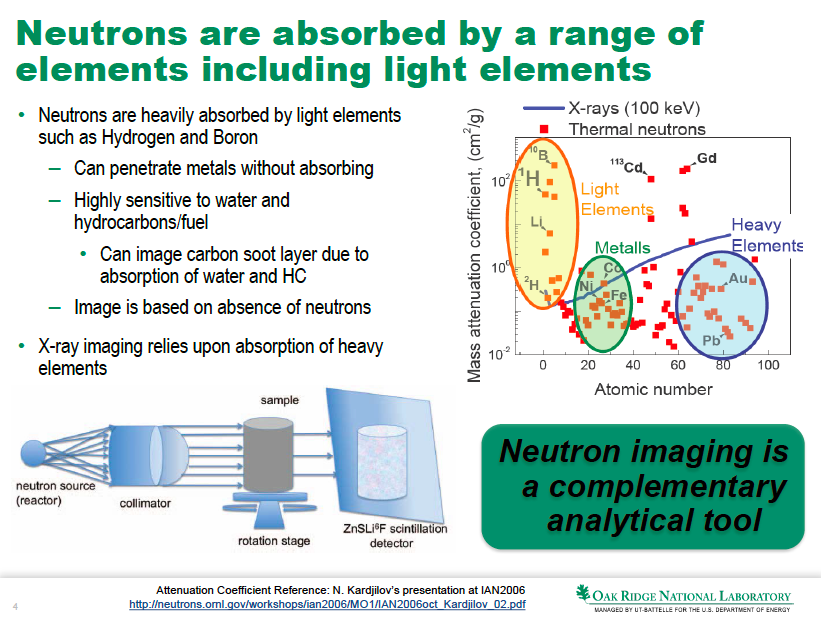 Neutrons are absorbed by a range of
elements including light elements
• Neutrons are heavily absorbed by light elements
such as Hydrogen and Boron
– Can penetrate metals without absorbing
– Highly sensitive to water and
hydrocarbons/fuel
• Can image carbon soot layer due to
absorption of water and HC
– Image is based on absence of neutrons
• X-ray imaging relies upon absorption of heavy
elements
X-rays (100 keV)
Thermal neutrons
Mass attenuation coefficient, (cm²/g)
10²
10⁰
10⁻²
¹⁰B
¹H
Li
²H
Light
Elements
¹¹³Cd
Gd
Metalls
Co
Ni
Fe
Heavy
Elements
Au
Pb
0 20 40 60 80 100
Atomic number
sample
neutron source
(reactor)
collimator
rotation stage
ZnSLi⁶F scintillation
detector
Neutron imaging is
a complementary
analytical tool
4
Attenuation Coefficient Reference: N. Kardjilov's presentation at IAN2006
http://neutrons.ornl.gov/workshops/ian2006/MO1/IAN2006oct_Kardjilov_02.pdf
OAK RIDGE NATIONAL LABORATORY
MANAGED BY UT-BATTELLE FOR THE U.S. DEPARTMENT OF ENERGY